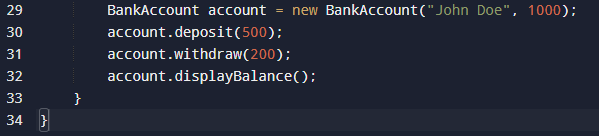 29 BankAccount account = new BankAccount("John Doe", 1000);
30 account.deposit(500);
31 account.withdraw(200);
32 account.displayBalance();
33 }
34 }